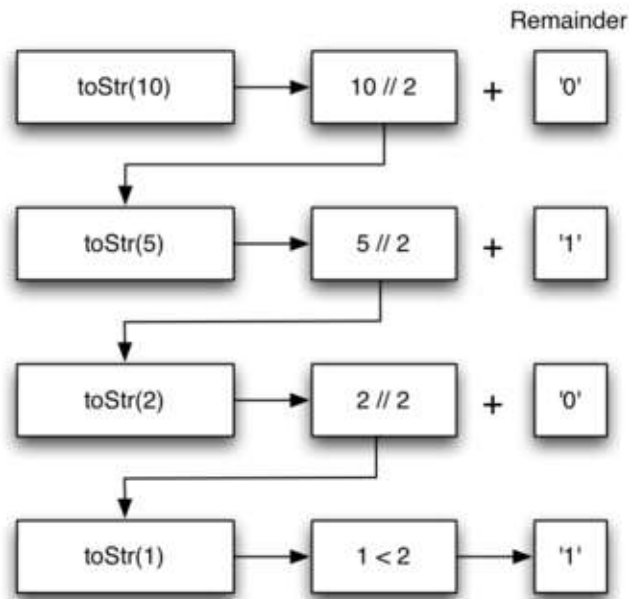 Remainder
toStr(10) 10 // 2 + '0'
toStr(5) 5 // 2 + '1'
toStr(2) 2 // 2 + '0'
toStr(1) 1 < 2 '1'